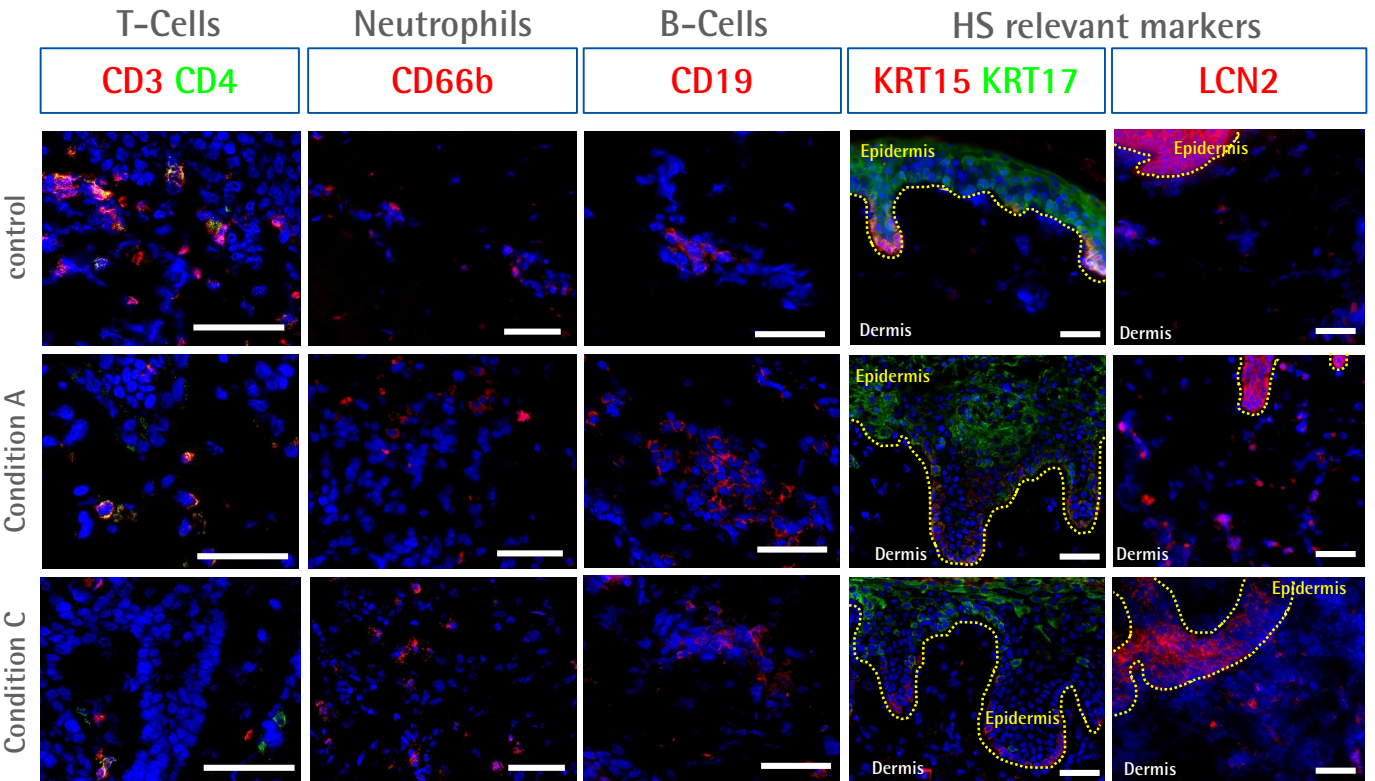 T-Cells
Neutrophils
B-Cells
HS relevant markers
CD3 CD4
CD66b
CD19
KRT15 KRT17
LCN2
control
Epidermis
Dermis
Epidermis
Dermis
Condition A
Epidermis
Dermis
Dermis
Condition C
Epidermis
Dermis
Epidermis
Dermis